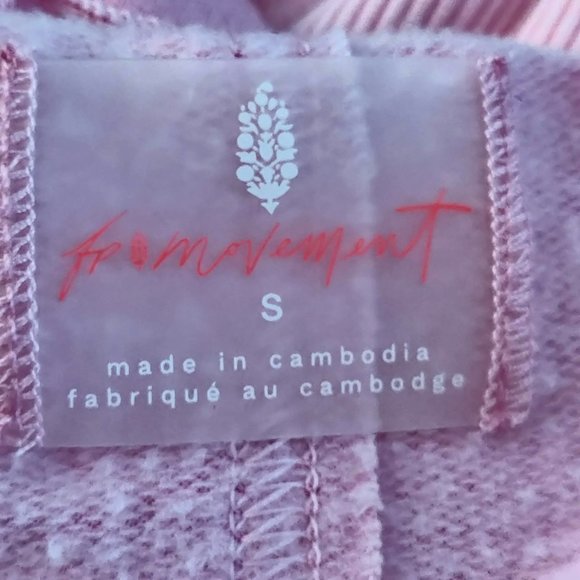 fp movement
S
made in cambodia
fabriqué au cambodge